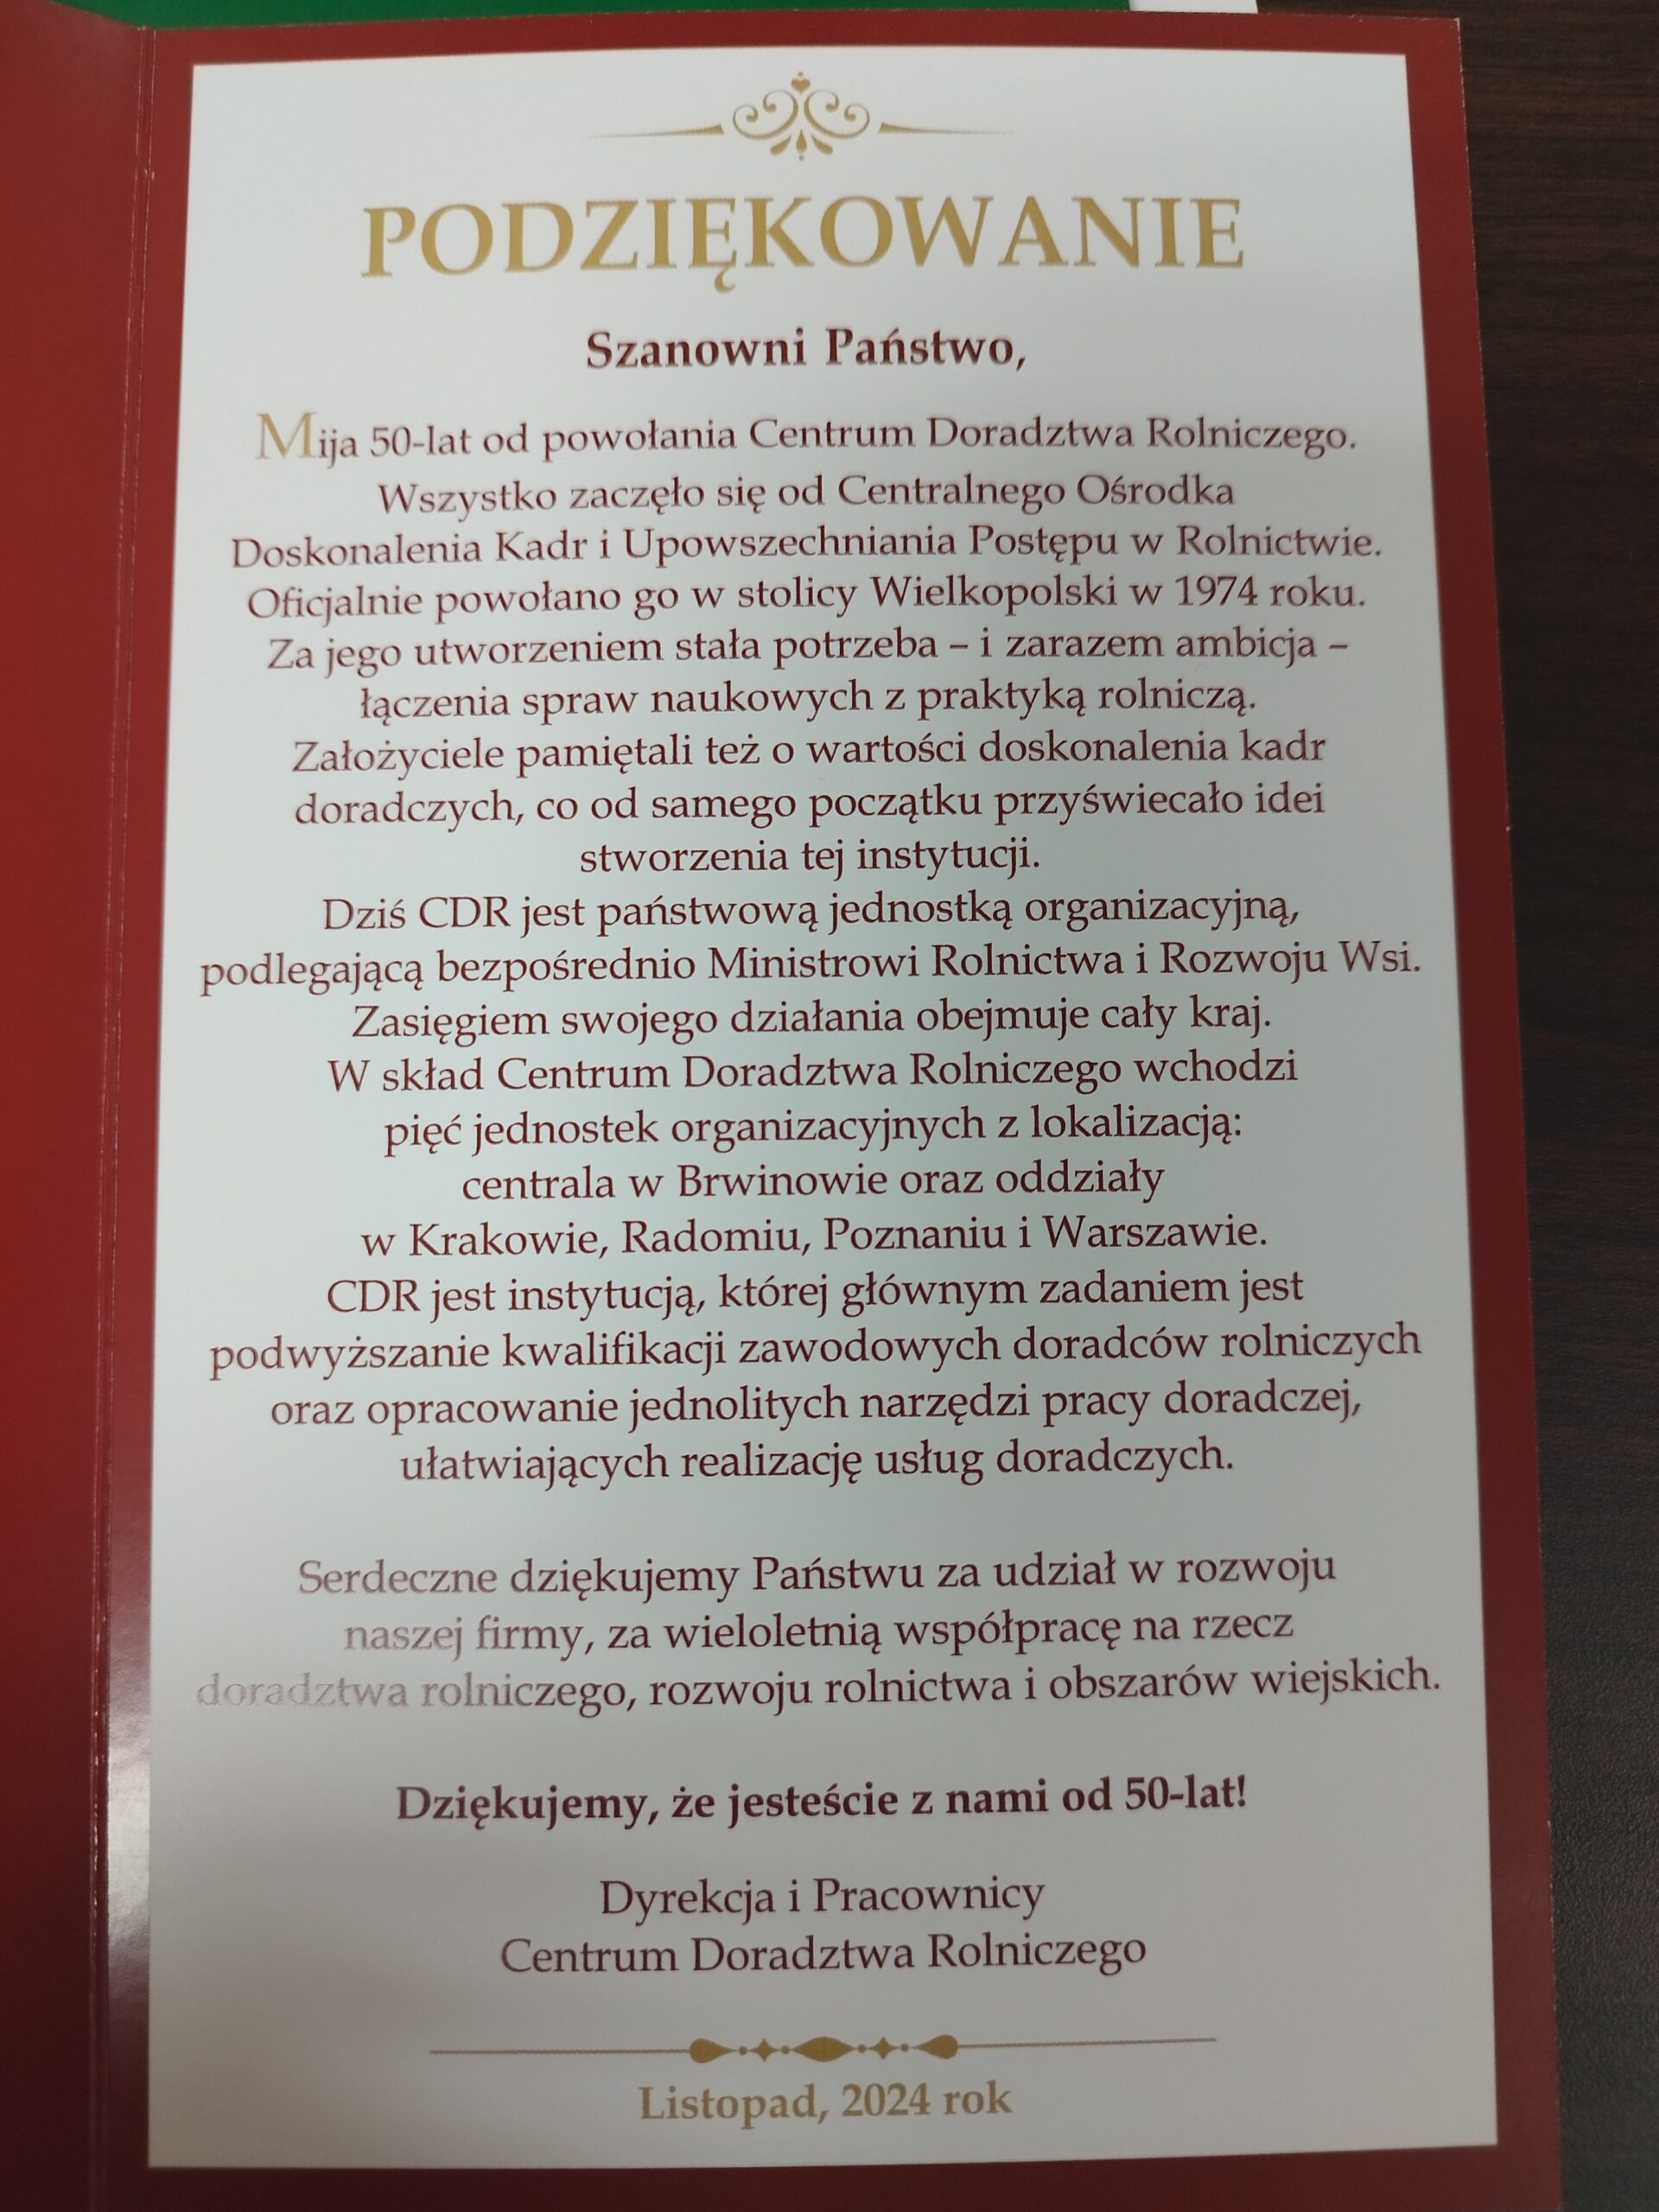 PODZIĘKOWANIE
Szanowni Państwo,
Mija 50-lat od powołania Centrum Doradztwa Rolniczego.
Wszystko zaczęło się od Centralnego Ośrodka
Doskonalenia Kadr i Upowszechniania Postępu w Rolnictwie.
Oficjalnie powołano go w stolicy Wielkopolski w 1974 roku.
Za jego utworzeniem stała potrzeba – i zarazem ambicja –
łączenia spraw naukowych z praktyką rolniczą.
Założyciele pamiętali też o wartości doskonalenia kadr
doradczych, co od samego początku przyświecało idei
stworzenia tej instytucji.
Dziś CDR jest państwową jednostką organizacyjną,
podlegającą bezpośrednio Ministrowi Rolnictwa i Rozwoju Wsi.
Zasięgiem swojego działania obejmuje cały kraj.
W skład Centrum Doradztwa Rolniczego wchodzi
pięć jednostek organizacyjnych z lokalizacją:
centrala w Brwinowie oraz oddziały
w Krakowie, Radomiu, Poznaniu i Warszawie.
CDR jest instytucją, której głównym zadaniem jest
podwyższanie kwalifikacji zawodowych doradców rolniczych
oraz opracowanie jednolitych narzędzi pracy doradczej,
ułatwiających realizację usług doradczych.
Serdeczne dziękujemy Państwu za udział w rozwoju
naszej firmy, za wieloletnią współpracę na rzecz
doradztwa rolniczego, rozwoju rolnictwa i obszarów wiejskich.
Dziękujemy, że jesteście z nami od 50-lat!
Dyrekcja i Pracownicy
Centrum Doradztwa Rolniczego
Listopad, 2024 rok